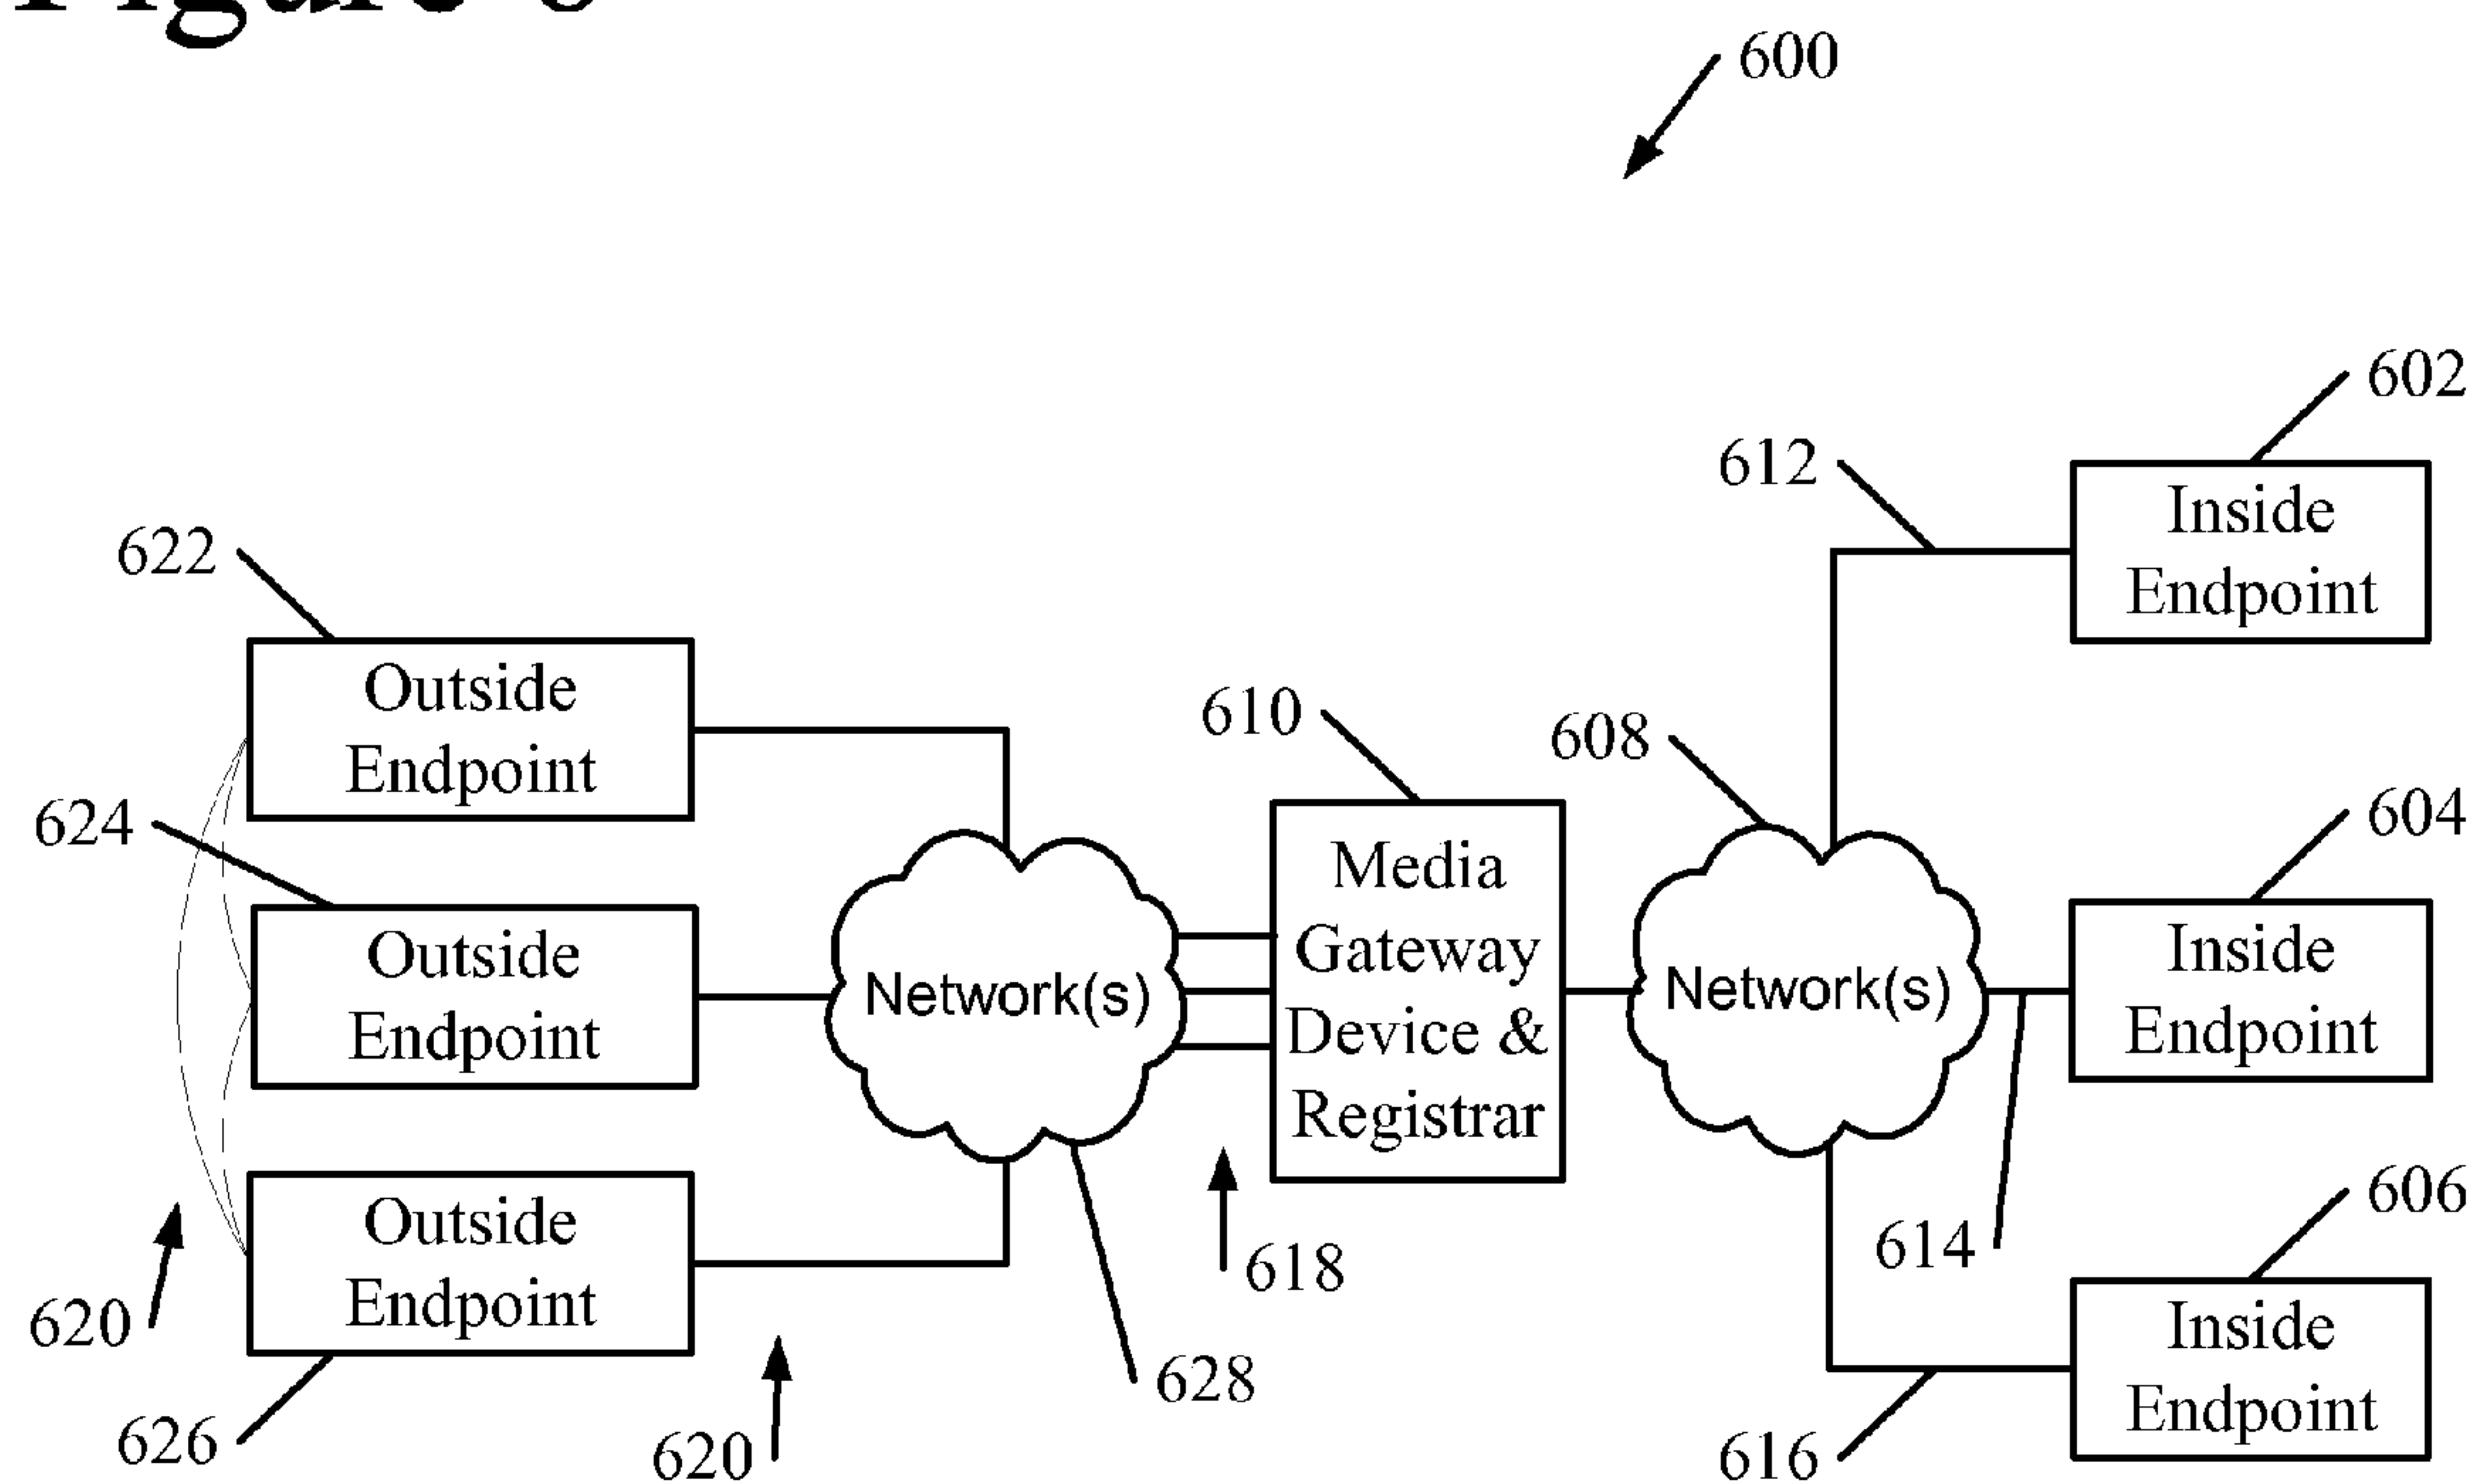 600
602
612
Inside
Endpoint
622
Outside
Endpoint
610
608
624
604
Media
Gateway
Device &
Registrar
Outside
Endpoint
Network(s)
Network(s)
Inside
Endpoint
606
Outside
Endpoint
614
618
620
Inside
Endpoint
628
626
620
616